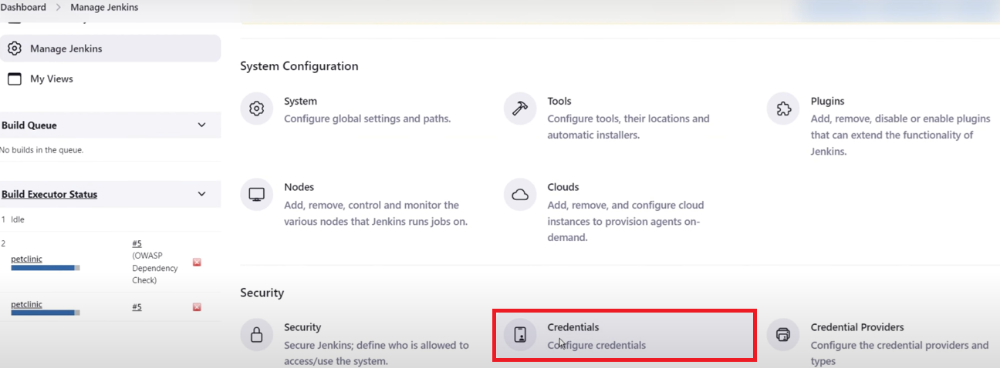 Dashboard > Manage Jenkins
Manage Jenkins
My Views
Build Queue
No builds in the queue.
Build Executor Status
1 Idle
2
petclinic
#5
(OWASP
Dependency
Check)
petclinic
#5
System Configuration
System
Configure global settings and paths.
Tools
Configure tools, their locations and
automatic installers.
Plugins
Add, remove, disable or enable plugins
that can extend the functionality of
Jenkins.
Nodes
Add, remove, control and monitor the
various nodes that Jenkins runs jobs on.
Clouds
Add, remove, and configure cloud
instances to provision agents on-
demand.
Security
Security
Secure Jenkins; define who is allowed to
access/use the system.
Credentials
Configure credentials
Credential Providers
Configure the credential providers and
types